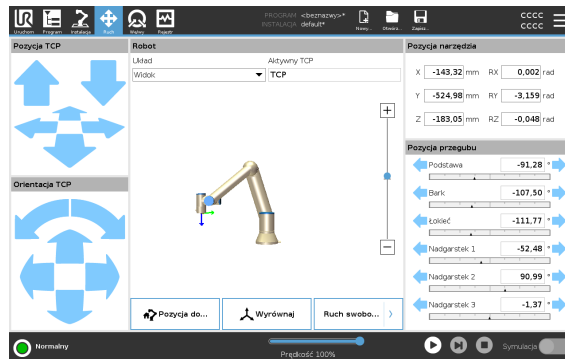 UR
Uruchom Program Instalacja Ruch Wejwy Rejestr
PROGRAM <beznazwy>*
INSTALACJA default*
Nowy... Otwórz... Zapisz...
CCCC
CCCC
Pozycja TCP
Robot
Pozycja narzędzia
Układ
Aktywny TCP
Widok
TCP
X -143,32 mm RX 0,002 rad
Y -524,98 mm RY -3,159 rad
Z -183,05 mm RZ -0,048 rad
Pozycja przegubu
Podstawa -91,28 °
Orientacja TCP
Bark -107,50 °
Łokieć -111,77 °
Nadgarstek 1 -52,48 °
Nadgarstek 2 90,99 °
Nadgarstek 3 -1,37 °
Pozycja do...
Wyrównaj
Ruch swobo...
Normalny
Prędkość 100%
Symulacja